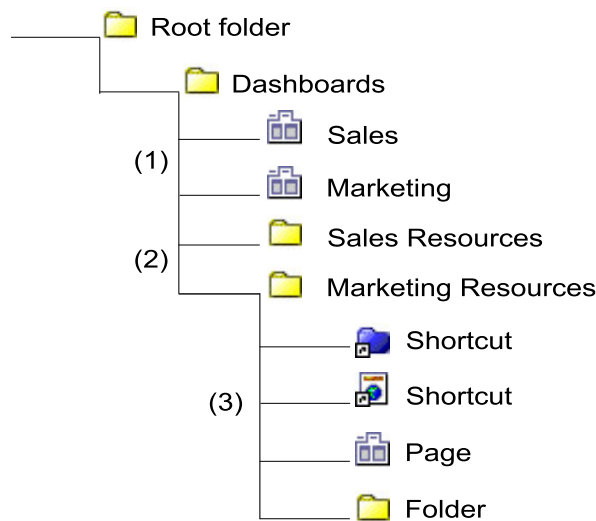 Root folder
Dashboards
Sales
(1)
Marketing
Sales Resources
(2)
Marketing Resources
Shortcut
Shortcut
(3)
Page
Folder